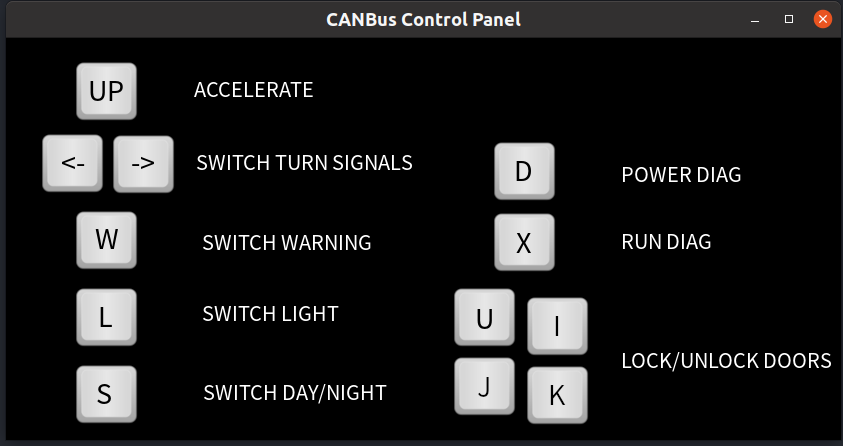 CANBus Control Panel
UP ACCELERATE
<- -> SWITCH TURN SIGNALS
W SWITCH WARNING
L SWITCH LIGHT
S SWITCH DAY/NIGHT
D POWER DIAG
X RUN DIAG
U I
J K
LOCK/UNLOCK DOORS